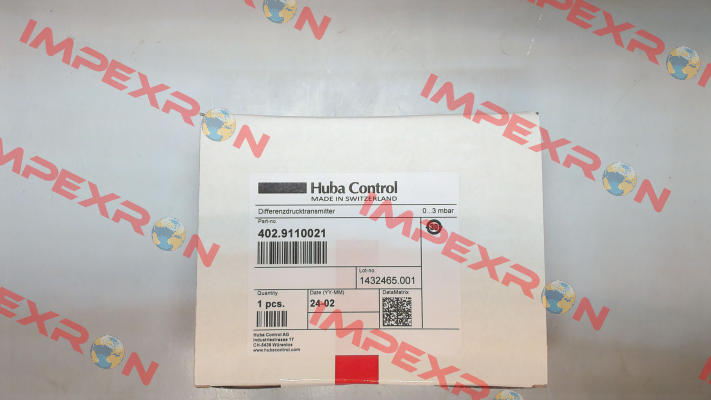 IMPEXRON
IMPEXRON
IMPEXRON
IMPEXRON
IMPEXRON
IMPEXRON
Huba Control
MADE IN SWITZERLAND
Differenzdrucktransmitter 0...3 mbar
Part-no.
402.9110021
Lot-no.
1432465.001
Quantity Date (YY-MM) DataMatrix
1 pcs. 24-02
Huba Control AG
Industriestrasse 17
CH-5436 Würenlos
www.hubacontrol.com